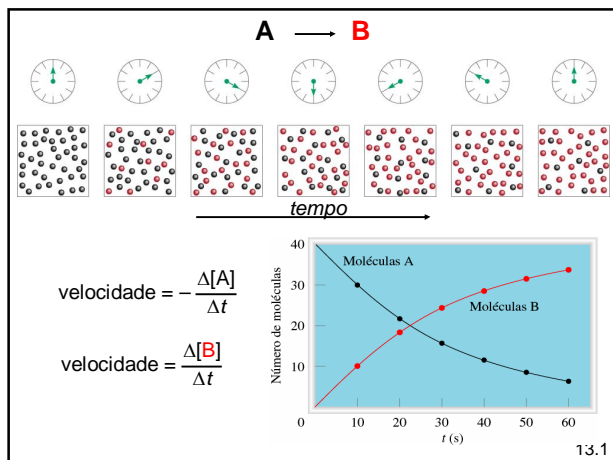 A → B
tempo
velocidade = – Δ[A] / Δt
velocidade = Δ[B] / Δt
Número de moléculas
40
30
20
10
0
Moléculas A
Moléculas B
10 20 30 40 50 60
t (s)
13.1